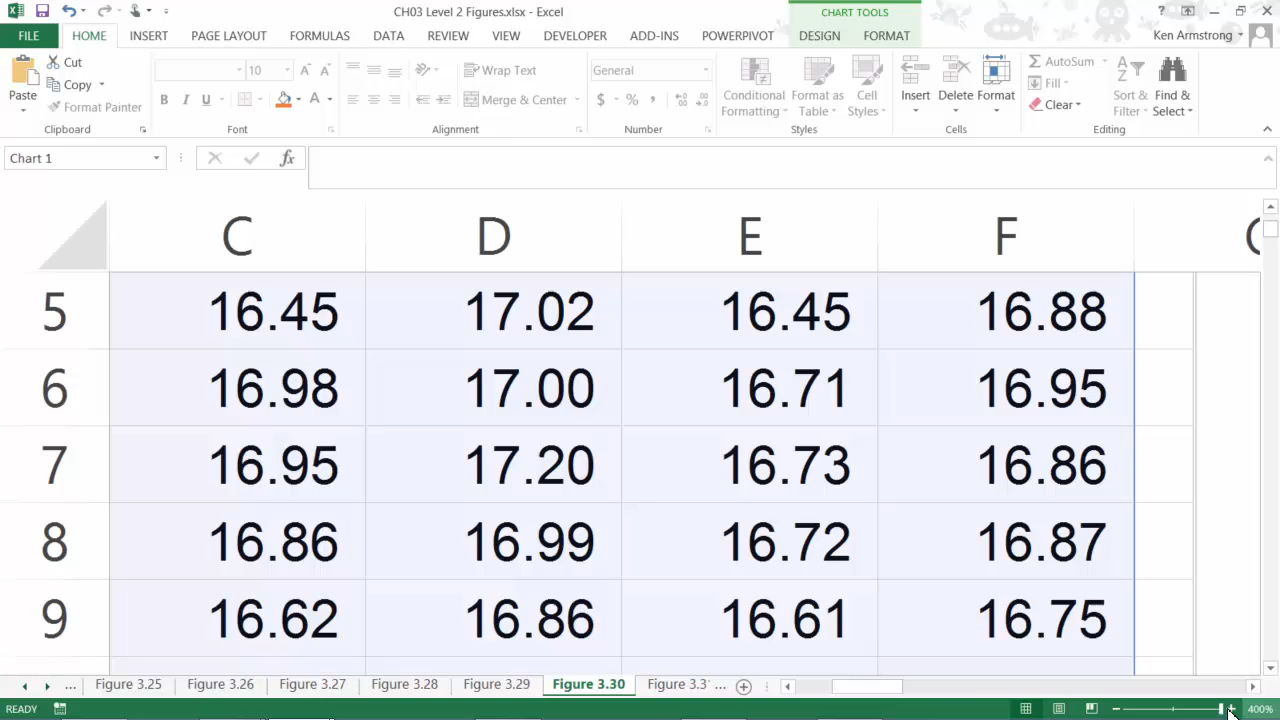 CH03 Level 2 Figures.xlsx - Excel
CHART TOOLS
?
FILE HOME INSERT PAGE LAYOUT FORMULAS DATA REVIEW VIEW DEVELOPER ADD-INS POWERPIVOT DESIGN FORMAT Ken Armstrong
Paste
Cut
Copy
Format Painter
Clipboard
10
B I U
Font
Wrap Text
Merge & Center
Alignment
General
$ % ,
Number
Conditional Formatting
Format as Table
Cell Styles
Styles
Insert Delete Format
Cells
AutoSum
Fill
Clear
Sort & Filter
Find & Select
Editing
Chart 1
fx
C D E F
5 16.45 17.02 16.45 16.88
6 16.98 17.00 16.71 16.95
7 16.95 17.20 16.73 16.86
8 16.86 16.99 16.72 16.87
9 16.62 16.86 16.61 16.75
... Figure 3.25 Figure 3.26 Figure 3.27 Figure 3.28 Figure 3.29 Figure 3.30 Figure 3.3 ...
READY
400%